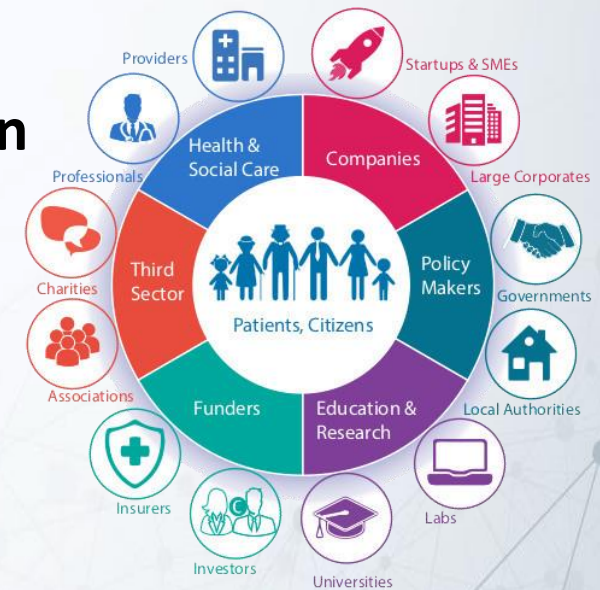 n
Providers
Startups & SMEs
Professionals
Health &
Social Care
Companies
Large Corporates
Charities
Third
Sector
Policy
Makers
Governments
Patients, Citizens
Associations
Funders
Education &
Research
Local Authorities
Insurers
Labs
Investors
Universities